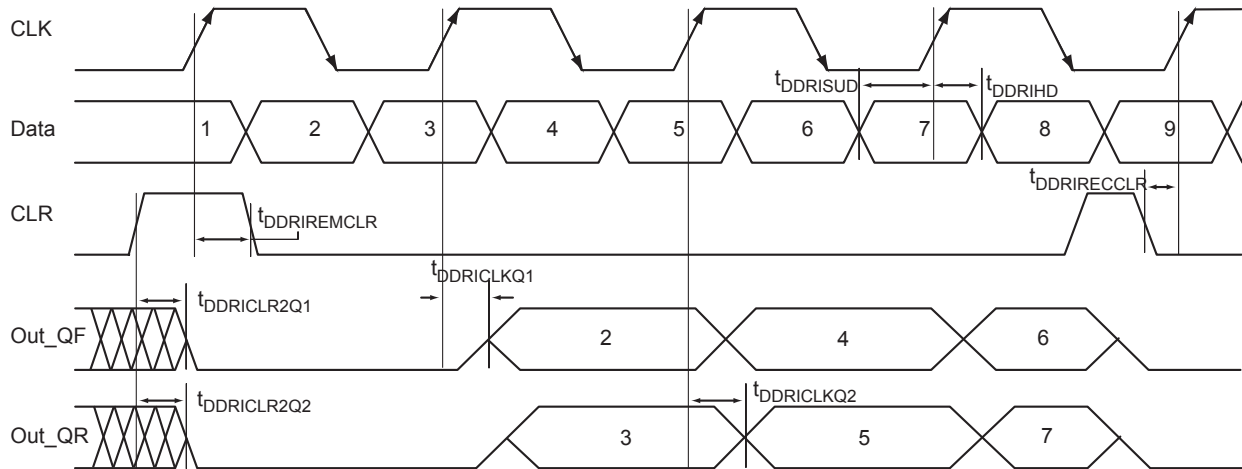 CLK
tDDRISUD
tDDRIHD
Data
1 2 3 4 5 6 7 8 9
tDDRIRECCLR
CLR
tDDRIREMCLR
tDDRICLKQ1
tDDRICLR2Q1
Out_QF
2 4 6
tDDRICLR2Q2
tDDRICLKQ2
Out_QR
3 5 7